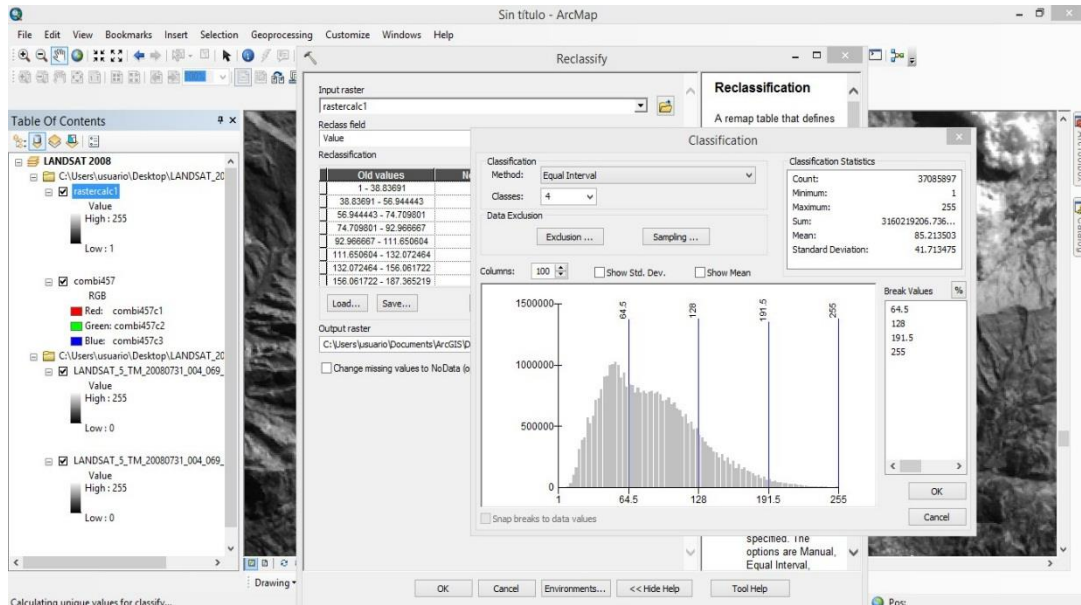 Sin título - ArcMap
File Edit View Bookmarks Insert Selection Geoprocessing Customize Windows Help
Table Of Contents
LANDSAT 2008
C:\Users\usuario\Desktop\LANDSAT_20
rastercalc1
Value
High : 255
Low : 1
combi457
RGB
Red: combi457c1
Green: combi457c2
Blue: combi457c3
C:\Users\usuario\Desktop\LANDSAT_20
LANDSAT_5_TM_20080731_004_069_
Value
High : 255
Low : 0
LANDSAT_5_TM_20080731_004_069_
Value
High : 255
Low : 0
Drawing
Calculating unique values for classify...
Reclassify
Input raster
rastercalc1
Reclass field
Value
Reclassification
Old values
1 - 38.83691
38.83691 - 56.944443
56.944443 - 74.709801
74.709801 - 92.966667
92.966667 - 111.650604
111.650604 - 132.072464
132.072464 - 156.061722
156.061722 - 187.365219
Load... Save...
Output raster
C:\Users\usuario\Documents\ArcGIS\D
Change missing values to NoData (o
OK Cancel Environments... << Hide Help Tool Help
Reclassification
A remap table that defines
specified. The
options are Manual,
Equal Interval,
Classification
Classification
Method: Equal Interval
Classes: 4
Data Exclusion
Exclusion ... Sampling ...
Classification Statistics
Count: 37085897
Minimum: 1
Maximum: 255
Sum: 3160219206.736...
Mean: 85.213503
Standard Deviation: 41.713475
Columns: 100 Show Std. Dev. Show Mean
Break Values %
64.5
128
191.5
255
1500000
1000000
500000
0
64.5 128 191.5 255
1 64.5 128 191.5 255
Snap breaks to data values
OK
Cancel
Catalog
Pos: